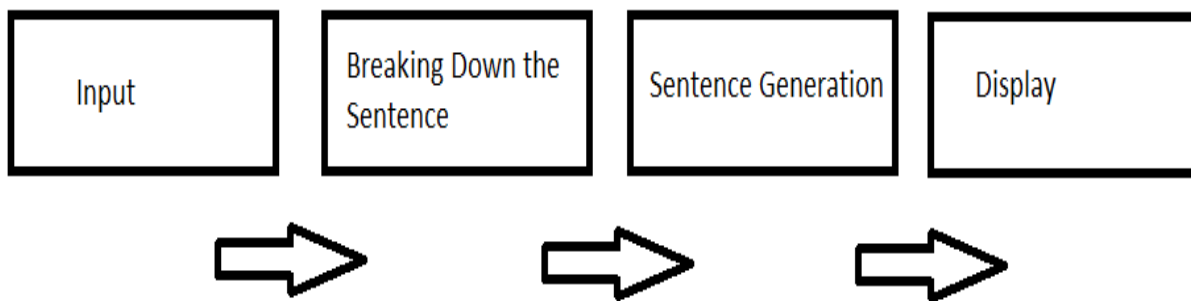 Input
Breaking Down the
Sentence
Sentence Generation
Display